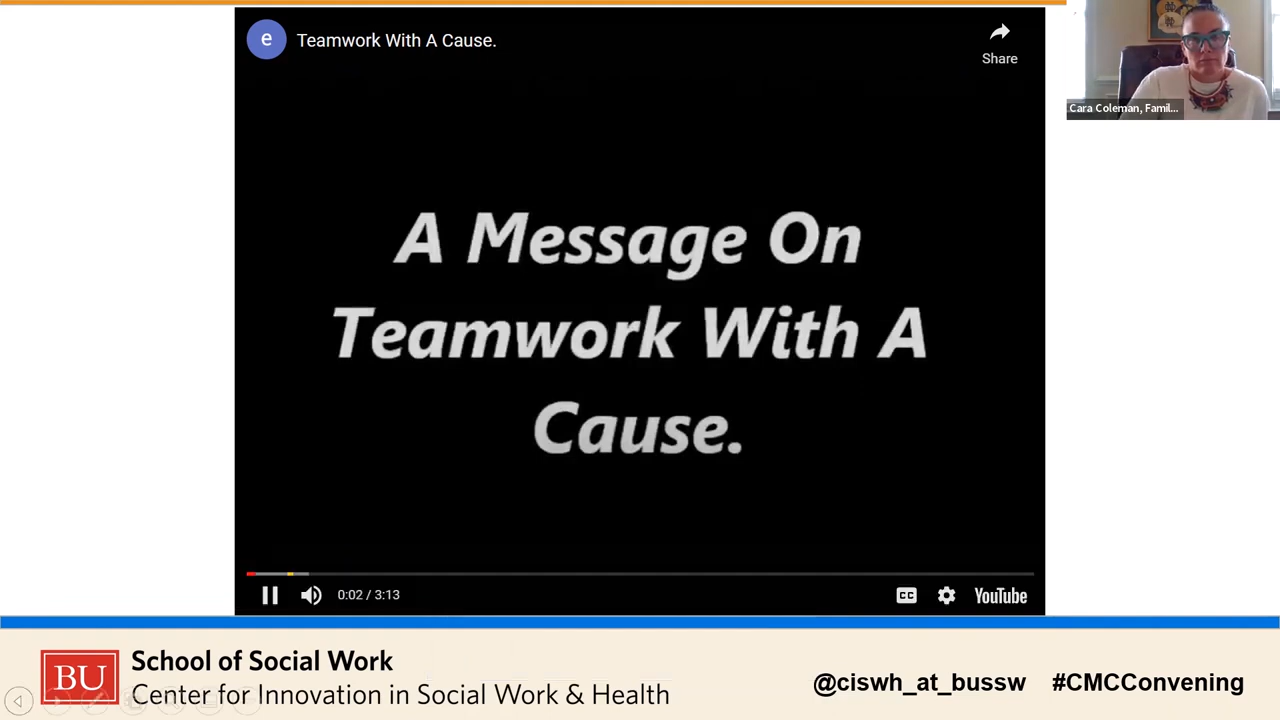 e
Teamwork With A Cause.
Share
Cara Coleman, Famil...
A Message On
Teamwork With A
Cause.
0:02 / 3:13
CC
YouTube
BU
School of Social Work
Center for Innovation in Social Work & Health
@ciswh_at_bussw #CMCConvening